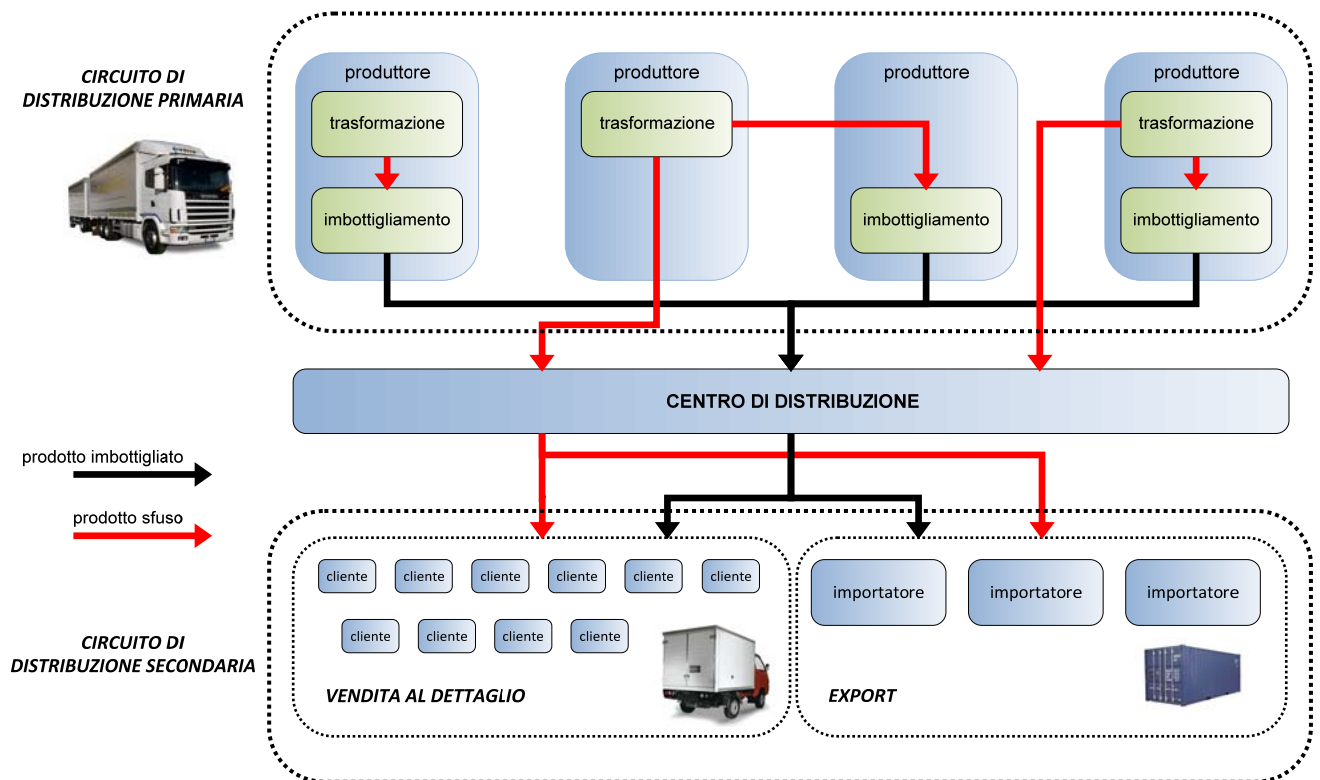 CIRCUITO DI
DISTRIBUZIONE PRIMARIA
produttore
trasformazione
imbottigliamento
produttore
trasformazione
produttore
imbottigliamento
produttore
trasformazione
imbottigliamento
CENTRO DI DISTRIBUZIONE
prodotto imbottigliato
prodotto sfuso
CIRCUITO DI
DISTRIBUZIONE SECONDARIA
cliente
cliente
cliente
cliente
cliente
cliente
cliente
cliente
cliente
cliente
VENDITA AL DETTAGLIO
importatore
importatore
importatore
EXPORT